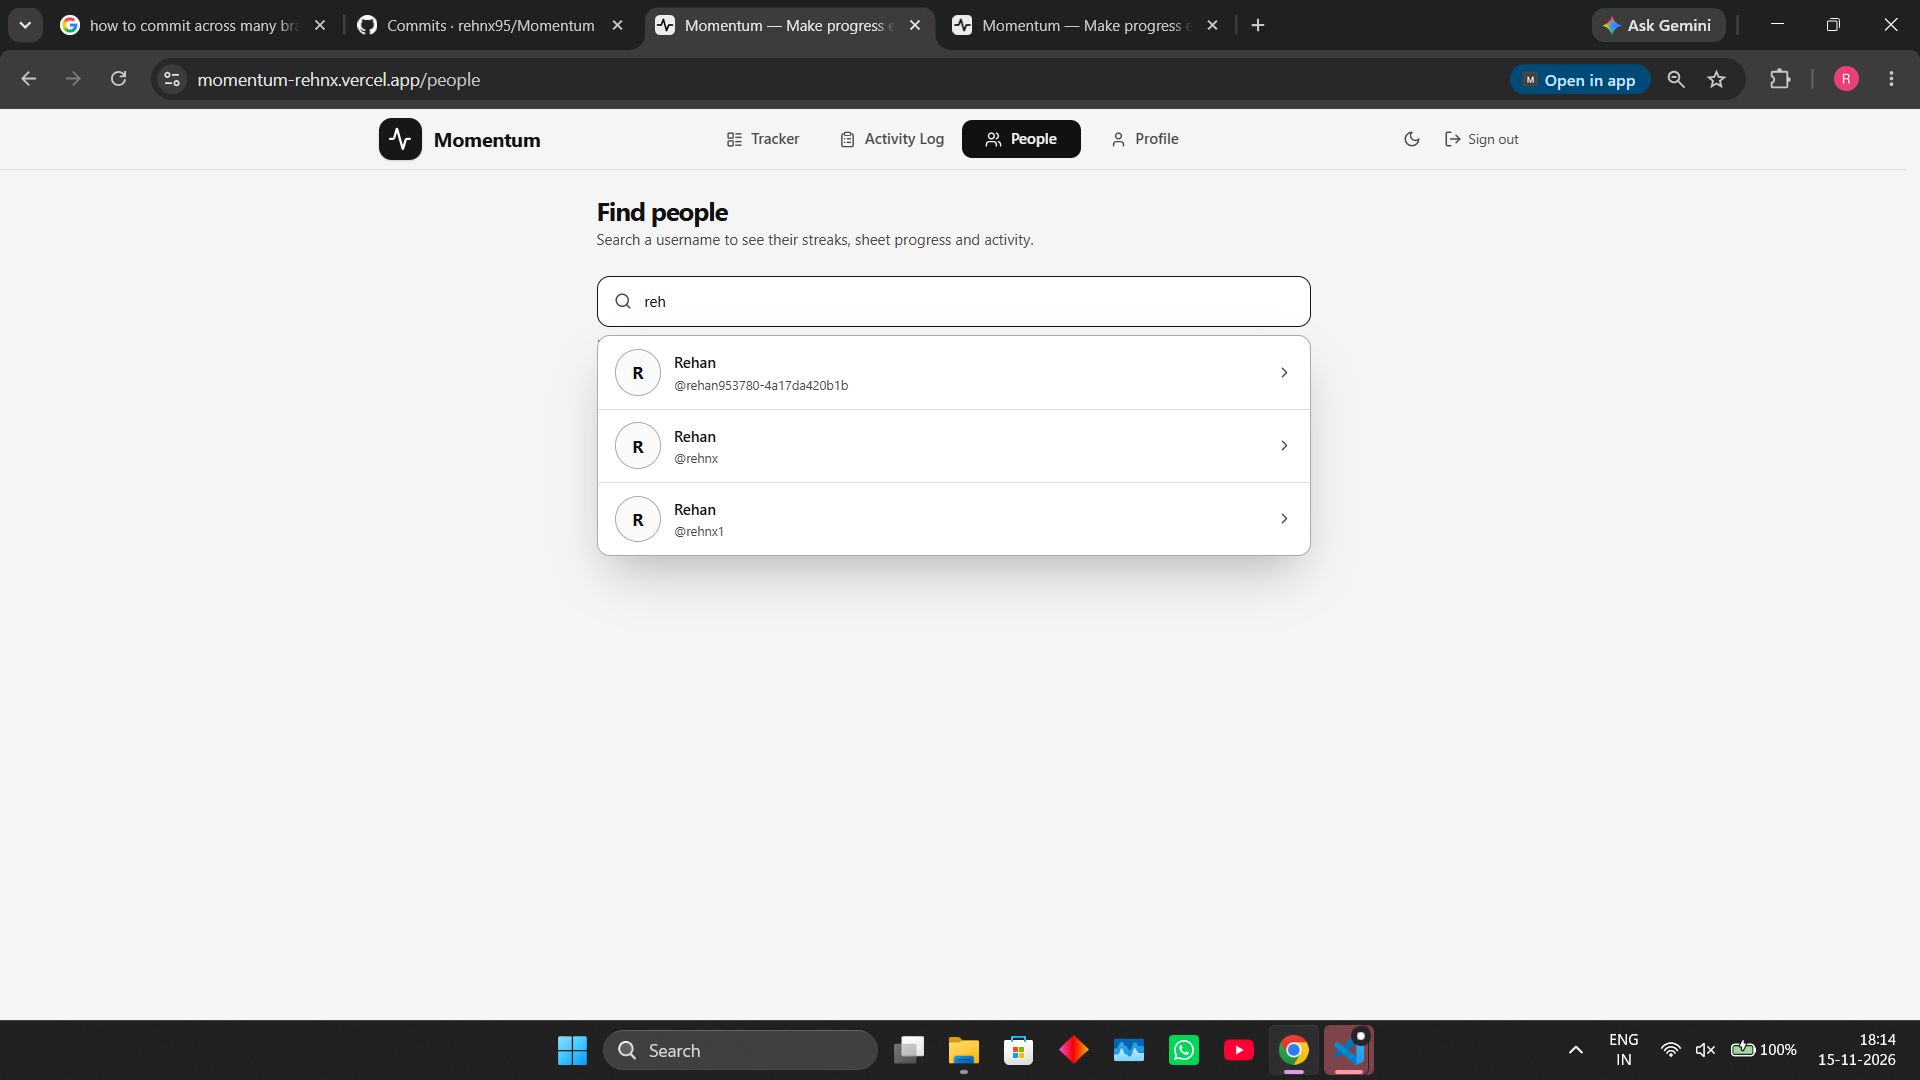 how to commit across many bra
Commits · rehnx95/Momentum
Momentum — Make progress e
Momentum — Make progress e
Ask Gemini
momentum-rehnx.vercel.app/people
M
Open in app
R
Momentum
Tracker
Activity Log
People
Profile
Sign out
Find people
Search a username to see their streaks, sheet progress and activity.
reh
R
Rehan
@rehan953780-4a17da420b1b
R
Rehan
@rehnx
R
Rehan
@rehnx1
Search
ENG
IN
100%
18:14
15-11-2026